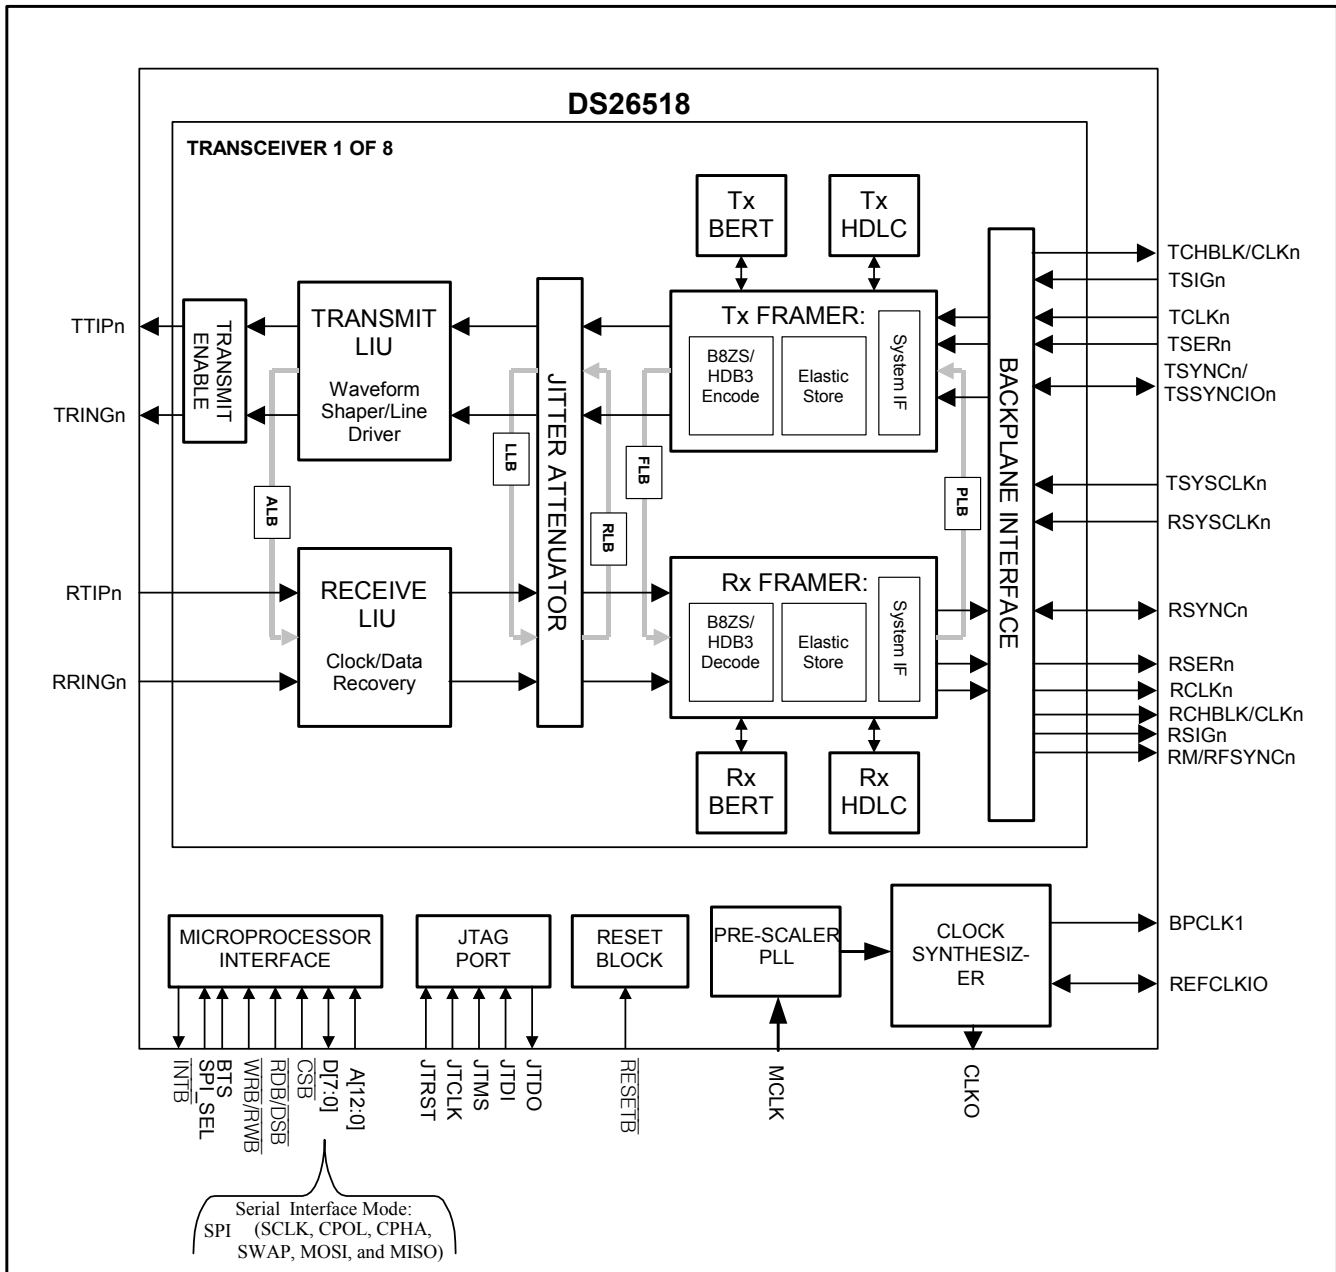 DS26518
TRANSCEIVER 1 OF 8
Tx
BERT
Tx
HDLC
TRANSMIT
ENABLE
TRANSMIT
LIU
Waveform
Shaper/Line
Driver
JITTER ATTENUATOR
Tx FRAMER:
B8ZS/
HDB3
Encode
Elastic
Store
System IF
BACKPLANE INTERFACE
TTIPn
TRINGn
ALB
LLB
RLB
FLB
PLB
RTIPn
RRINGn
RECEIVE
LIU
Clock/Data
Recovery
Rx FRAMER:
B8ZS/
HDB3
Decode
Elastic
Store
System IF
Rx
BERT
Rx
HDLC
TCHBLK/CLKn
TSIGn
TCLKn
TSERn
TSYNCn/
TSSYNCIOn
TSYSCLKn
RSYSCLKn
RSYNCn
RSERn
RCLKn
RCHBLK/CLKn
RSIGn
RM/RFSYNCn
MICROPROCESSOR
INTERFACE
JTAG
PORT
RESET
BLOCK
PRE-SCALER
PLL
CLOCK
SYNTHESIZ-
ER
BPCLK1
REFCLKIO
INTB
SPI_SEL
BTS
WRB/RWB
RDB/DSB
CSB
D[7:0]
A[12:0]
JTRST
JTCLK
JTMS
JTDI
JTDO
RESETB
MCLK
CLKO
Serial Interface Mode:
SPI (SCLK, CPOL, CPHA,
SWAP, MOSI, and MISO)